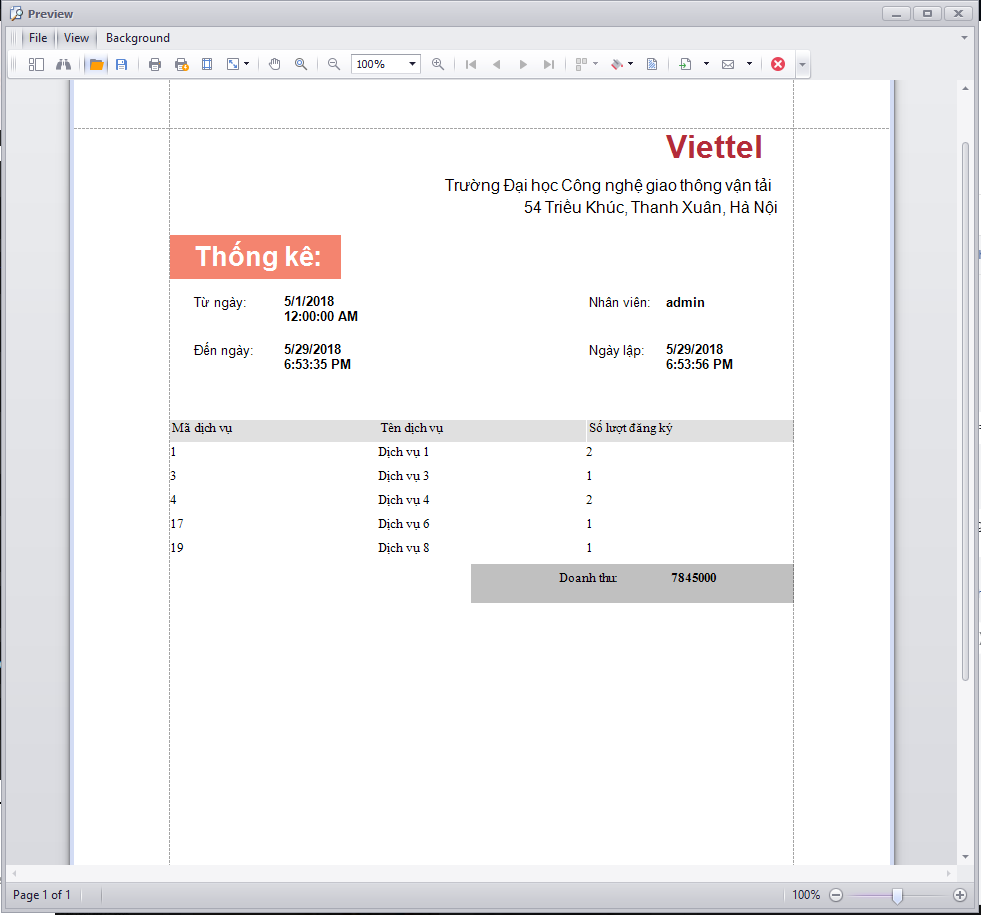 Preview
File View Background
100%
Viettel
Trường Đại học Công nghệ giao thông vận tải
54 Triều Khúc, Thanh Xuân, Hà Nội
Thống kê:
Từ ngày: 5/1/2018 Nhân viên: admin
12:00:00 AM
Đến ngày: 5/29/2018 Ngày lập: 5/29/2018
6:53:35 PM 6:53:56 PM
Mã dịch vụ Tên dịch vụ Số lượt đăng ký
1 Dịch vụ 1 2
3 Dịch vụ 3 1
4 Dịch vụ 4 2
17 Dịch vụ 6 1
19 Dịch vụ 8 1
Doanh thu: 7845000
Page 1 of 1 100%